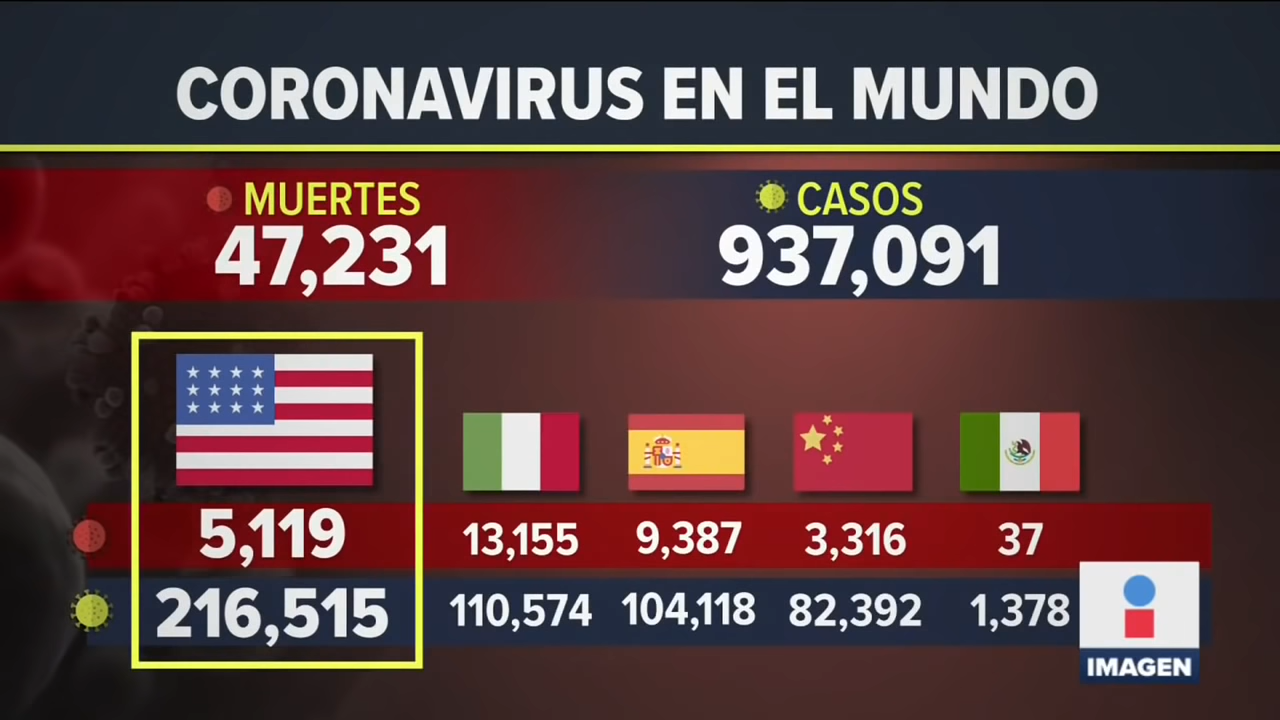 CORONAVIRUS EN EL MUNDO
MUERTES
47,231
CASOS
937,091
5,119 13,155 9,387 3,316 37
216,515 110,574 104,118 82,392 1,378
IMAGEN